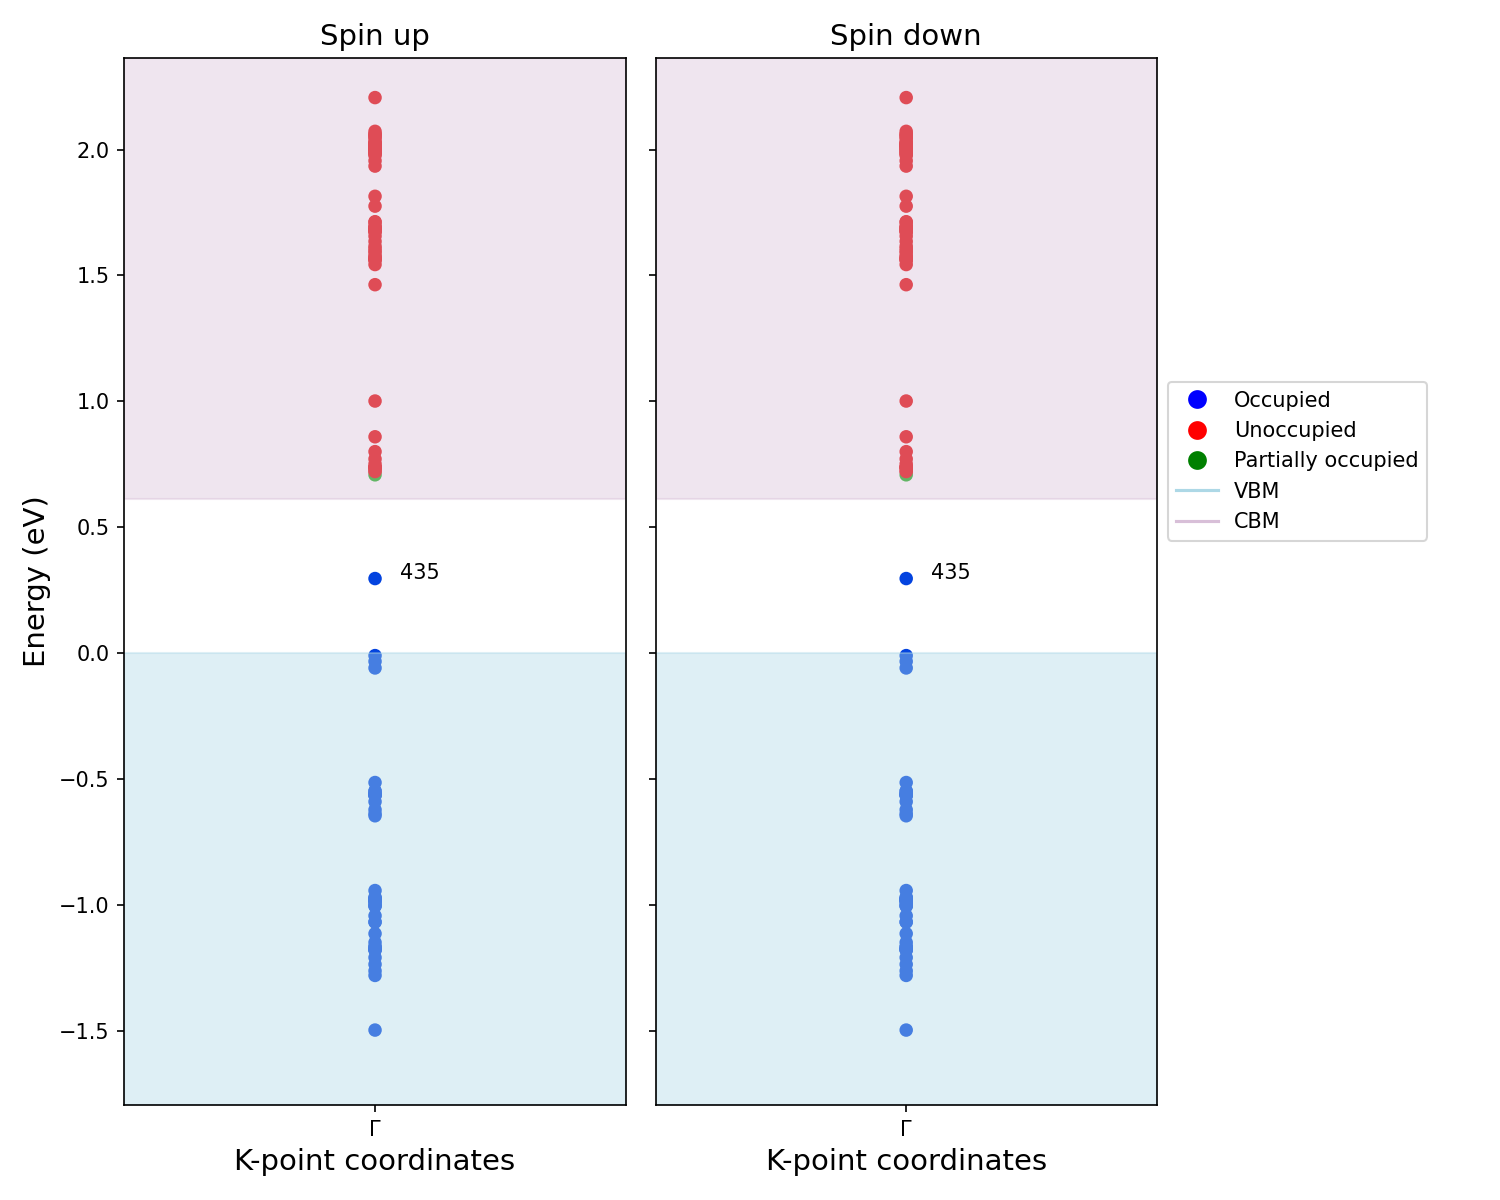 Spin up
Spin down
Energy (eV)
2.0
1.5
1.0
0.5
0.0
−0.5
−1.0
−1.5
435
435
Γ
Γ
K-point coordinates
K-point coordinates
Occupied
Unoccupied
Partially occupied
VBM
CBM